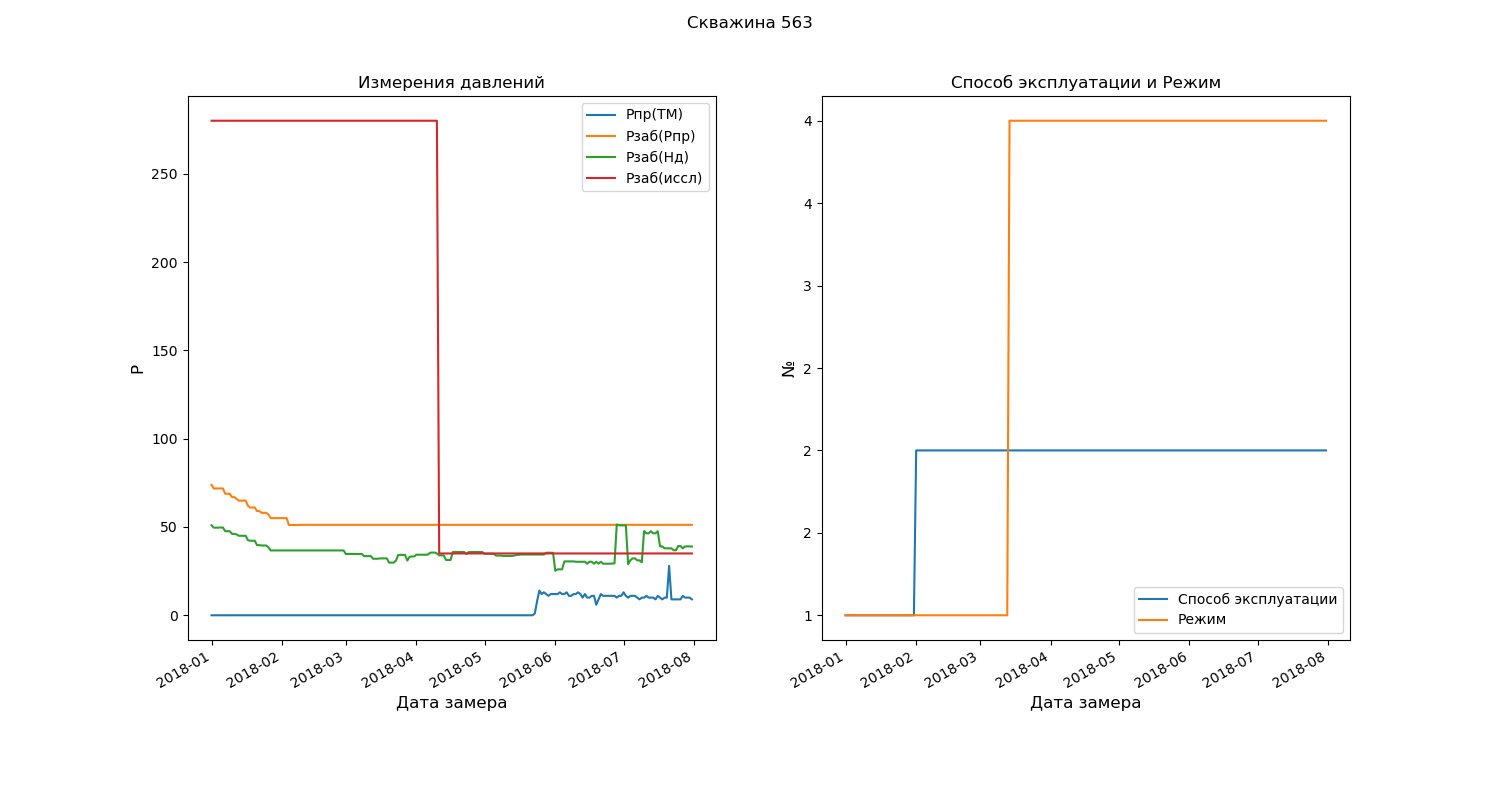 Скважина 563
Измерения давлений
P
250
200
150
100
50
0
Pпр(ТМ)
Pзаб(Pпр)
Pзаб(Нд)
Pзаб(иссл)
2018-01
2018-02
2018-03
2018-04
2018-05
2018-06
2018-07
2018-08
Дата замера
Способ эксплуатации и Режим
№
4
4
3
2
2
2
1
Способ эксплуатации
Режим
2018-01
2018-02
2018-03
2018-04
2018-05
2018-06
2018-07
2018-08
Дата замера